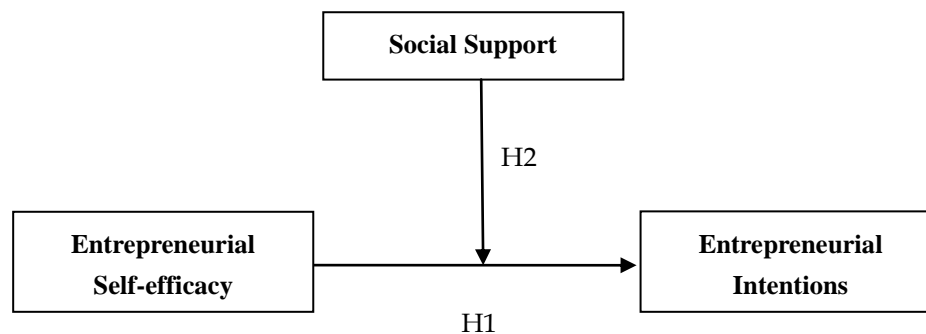 Social Support
H2
Entrepreneurial
Self-efficacy
Entrepreneurial
Intentions
H1